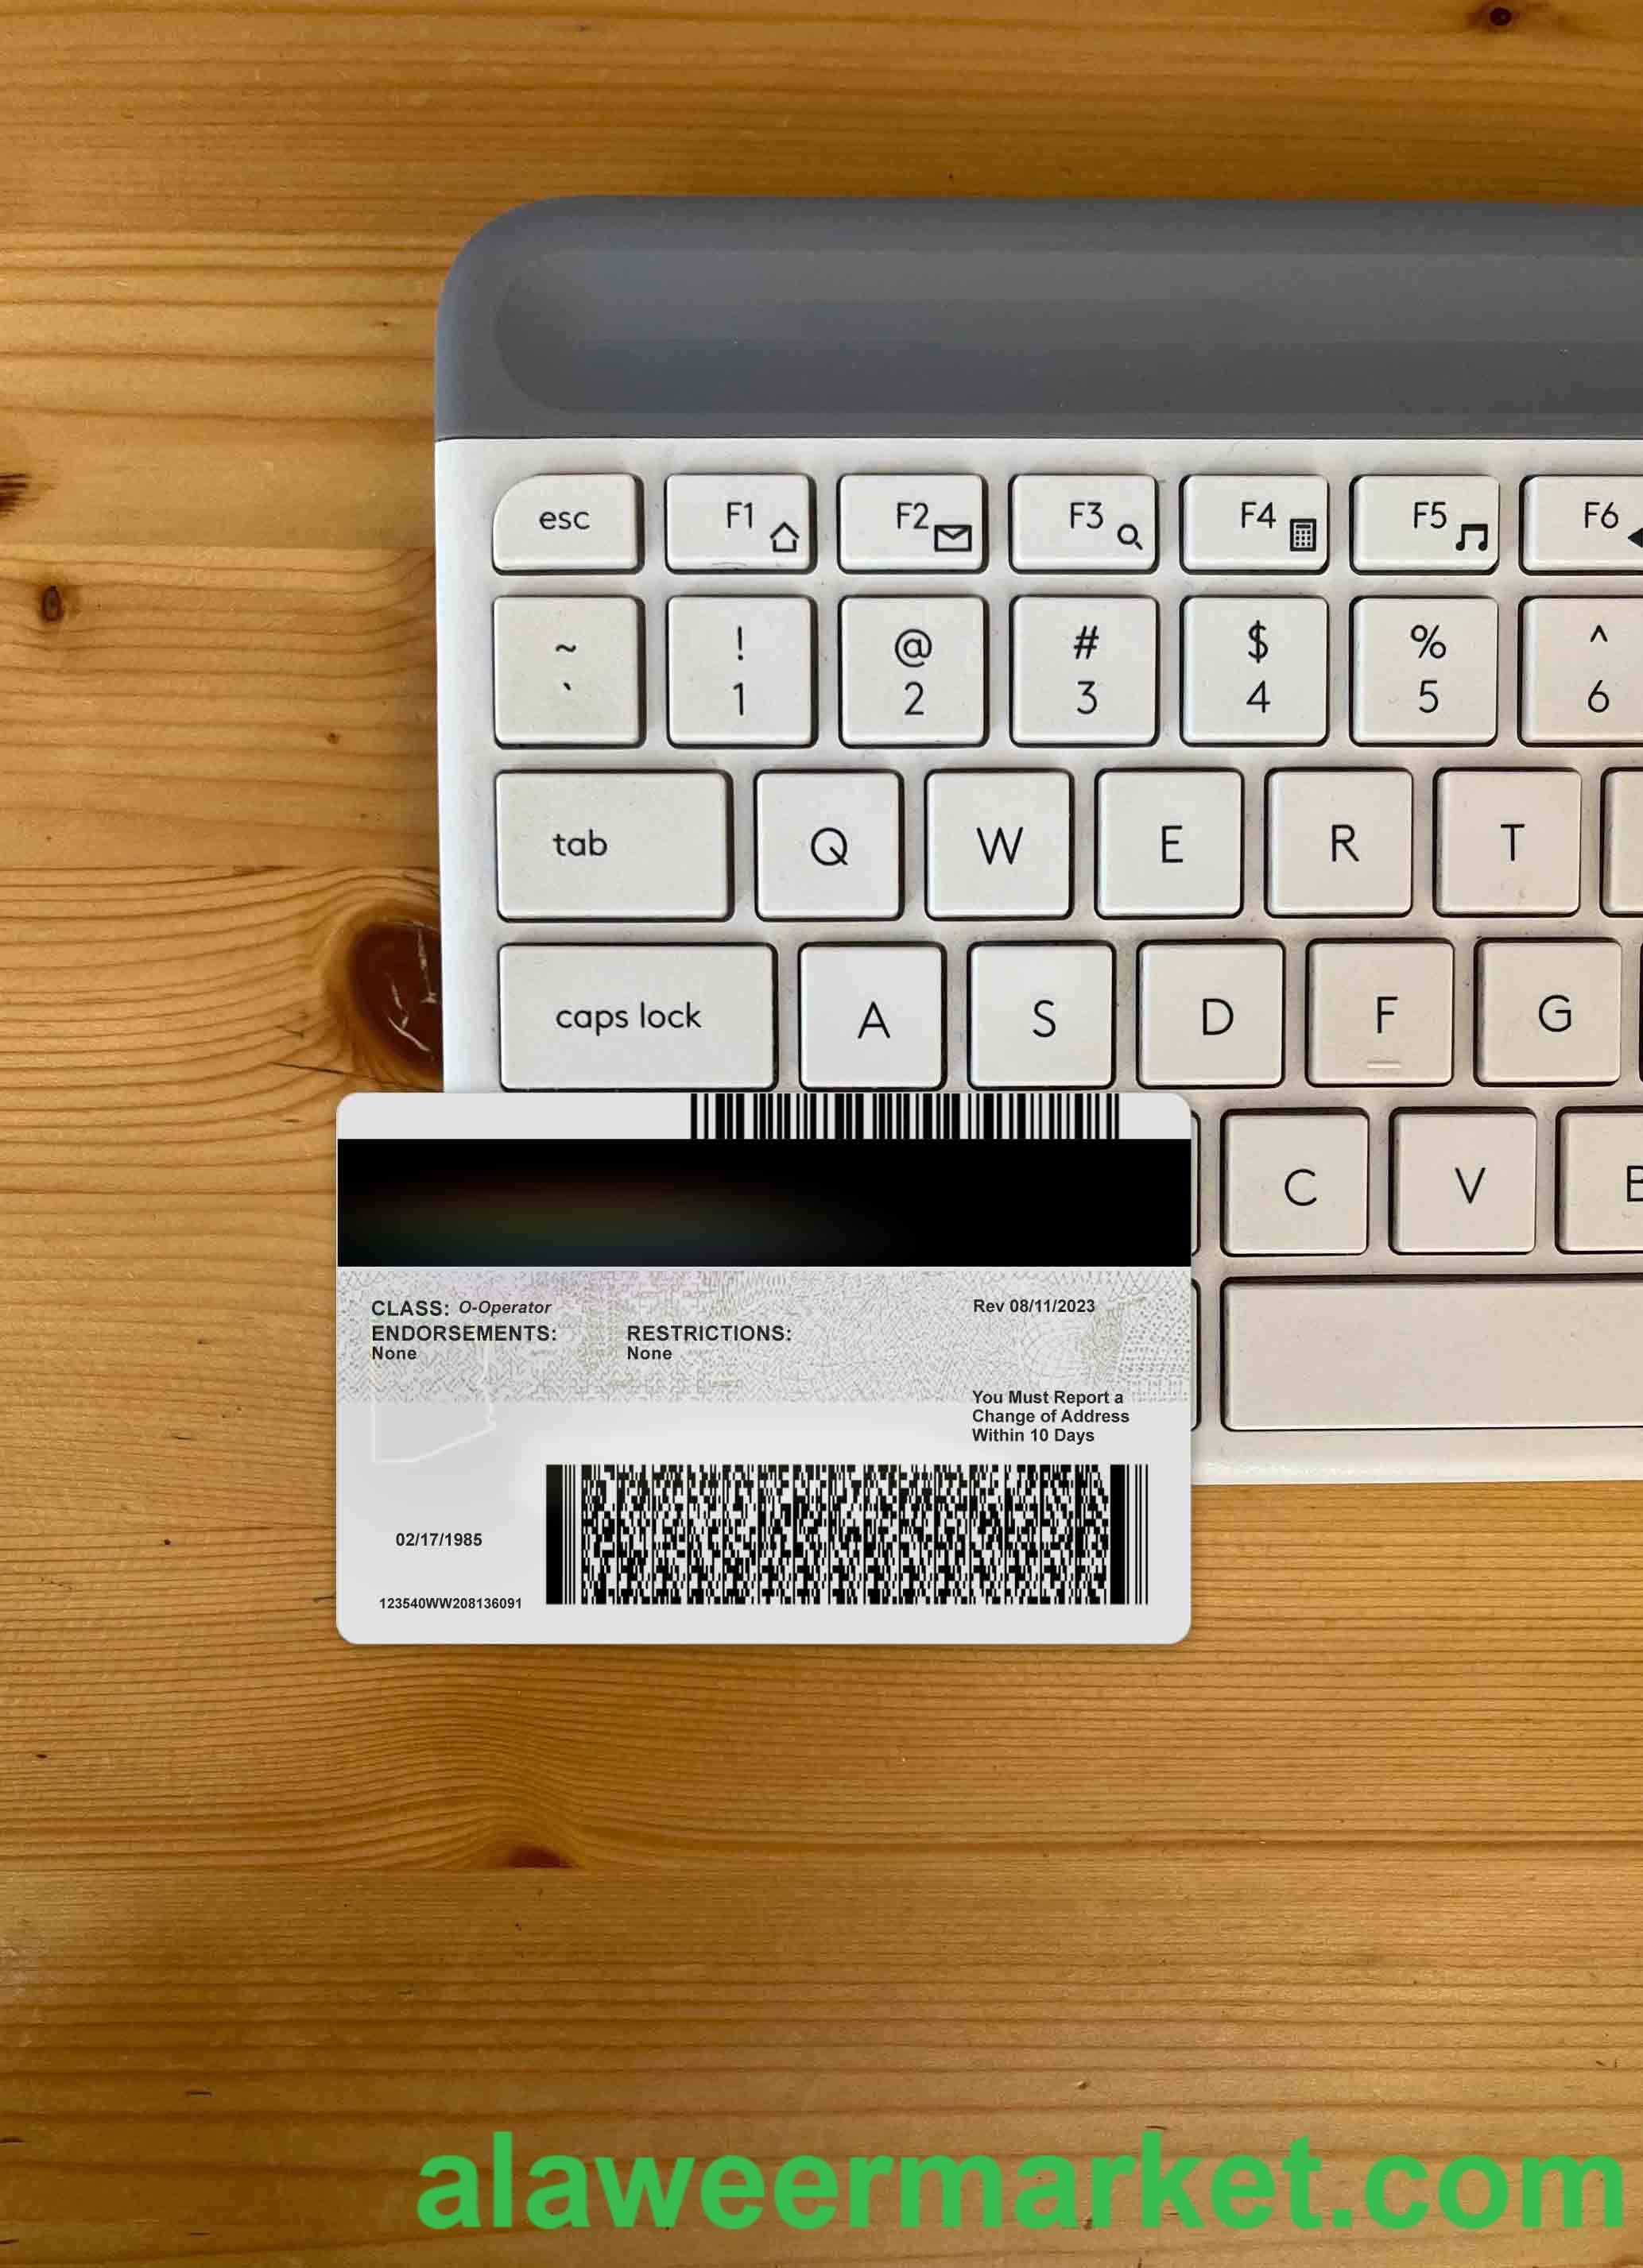 esc F1 F2 F3 F4 F5 F6
~ ! @ # $ % ^
` 1 2 3 4 5 6
tab Q W E R T
caps lock A S D F G
C V
CLASS: O-Operator
Rev 08/11/2023
ENDORSEMENTS: RESTRICTIONS:
None None
You Must Report a
Change of Address
Within 10 Days
02/17/1985
123540WW208136091
alaweermarket.com